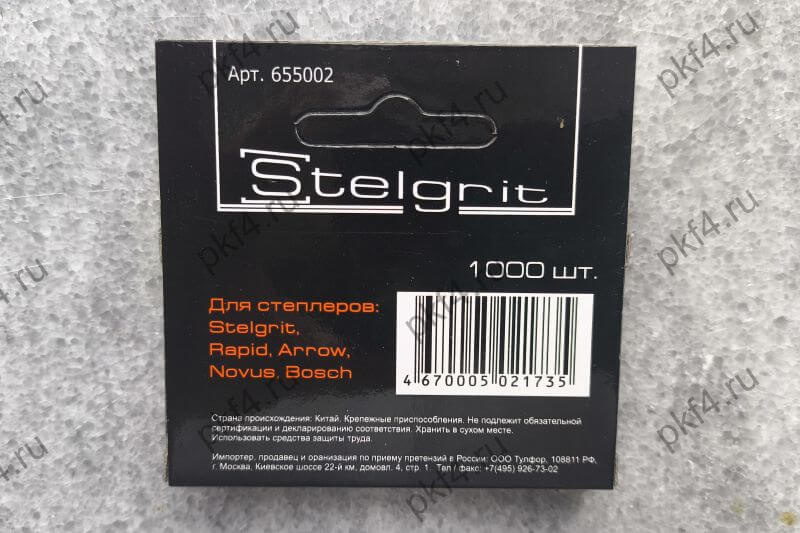 Арт. 655002
Stelgrit
1000 шт.
Для степлеров:
Stelgrit,
Rapid, Arrow,
Novus, Bosch
4 670005 021735
Страна происхождения: Китай. Крепежные приспособления. Не подлежит обязательной
сертификации и декларированию соответствия. Хранить в сухом месте.
Использовать средства защиты труда.
Импортер, продавец и оранизация по приему претензий в России: ООО Тулфор, 108811 РФ,
г. Москва, Киевское шоссе 22-й км, домовл. 4, стр. 1. Тел / факс: +7(495) 926-73-02
pkf4.ru